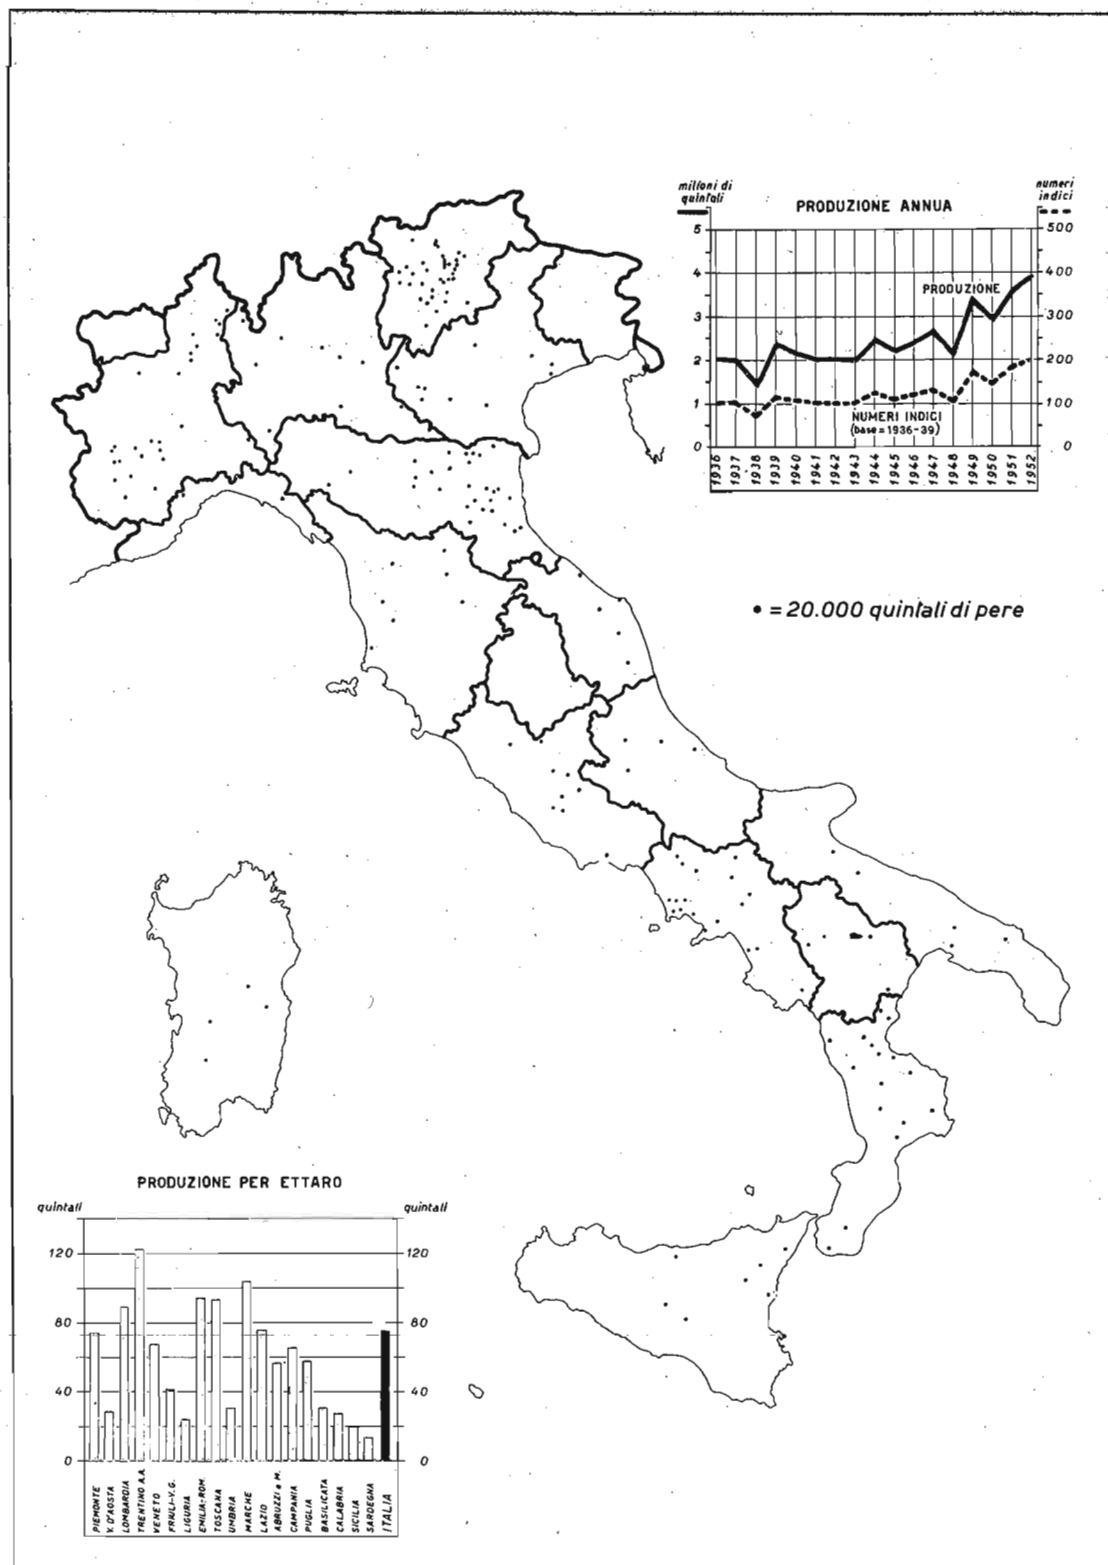 milioni di
quintali
PRODUZIONE ANNUA
numeri
indici
5
4
3
2
1
0
500
400
300
200
100
0
PRODUZIONE
NUMERI INDICI
(base=1936-39)
1936
1937
1938
1939
1940
1941
1942
1943
1944
1945
1946
1947
1948
1949
1950
1951
1952
• = 20.000 quintali di pere
PRODUZIONE PER ETTARO
quintali
quintali
120
80
40
0
120
80
40
0
PIEMONTE
V. D'AOSTA
LOMBARDIA
TRENTINO A.A.
VENETO
FRIULI-V.G.
LIGURIA
EMILIA-ROM.
TOSCANA
UMBRIA
MARCHE
LAZIO
ABRUZZI e M.
CAMPANIA
PUGLIA
BASILICATA
CALABRIA
SICILIA
SARDEGNA
ITALIA